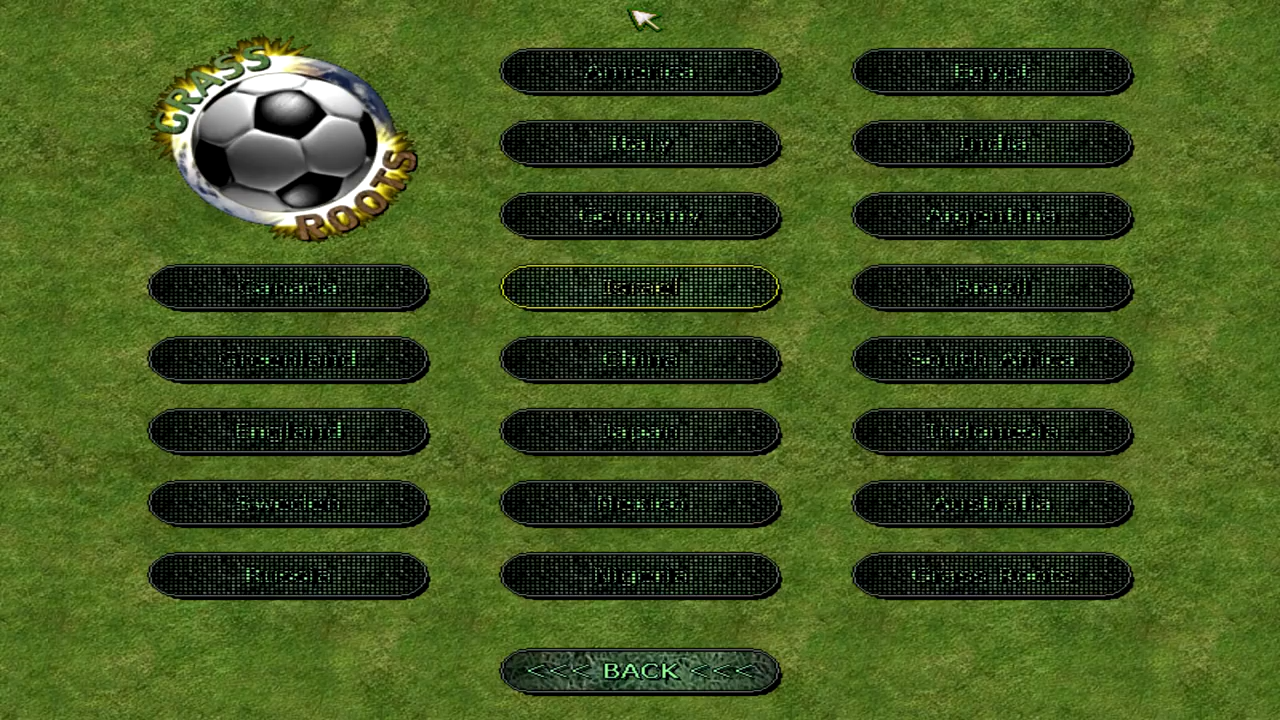 GRASS
ROOTS
Canada
Greenland
England
Sweden
Russia
America
Italy
Germany
Israel
China
Japan
Mexico
Nigeria
Egypt
India
Argentina
Brazil
South Africa
Indonesia
Australia
Grass Roots
<<< BACK <<<